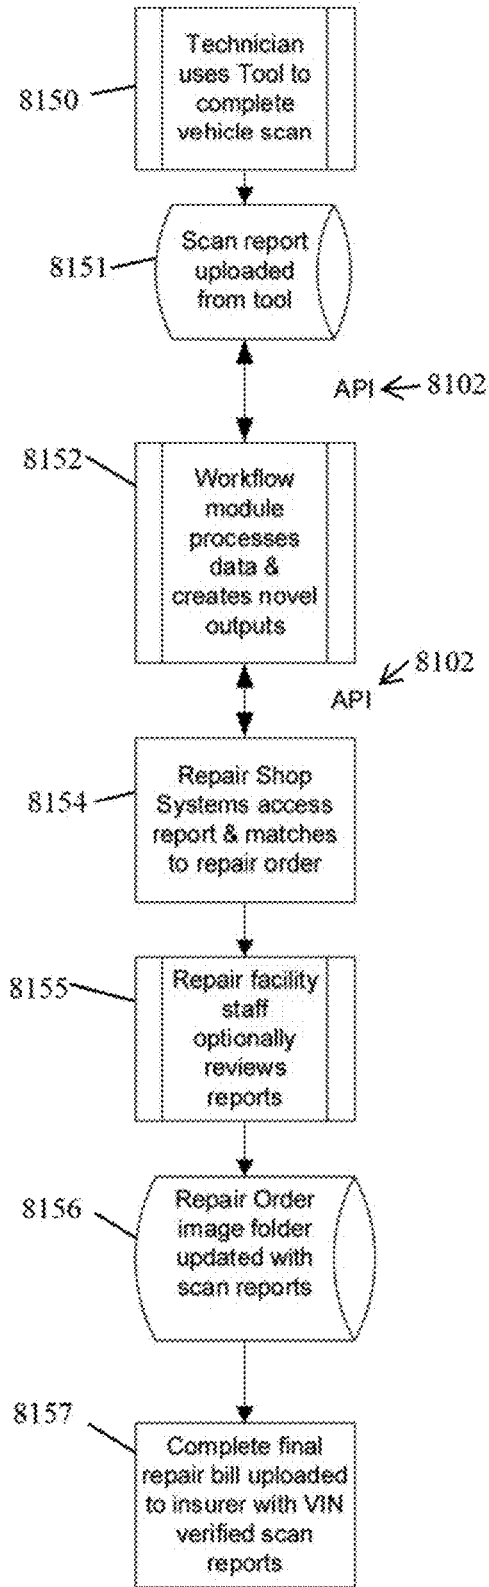 Technician
uses Tool to
complete
vehicle scan
8150
Scan report
uploaded
from tool
8151
API
8102
8152
Workflow
module
processes
data &
creates novel
outputs
8102
API
Repair Shop
Systems access
report & matches
to repair order
8154
Repair facility
staff
optionally
reviews
reports
8155
Repair Order
image folder
updated with
scan reports
8156
8157
Complete final
repair bill uploaded
to insurer with VIN
verified scan
reports